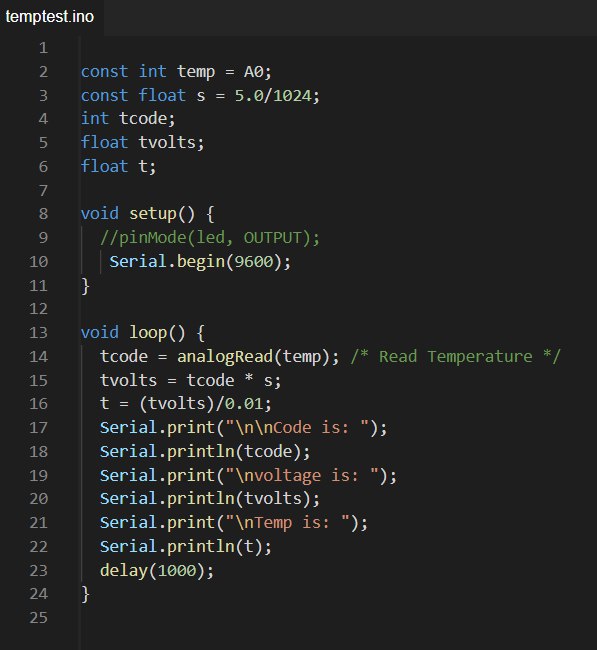 temptest.ino
1
2 const int temp = A0;
3 const float s = 5.0/1024;
4 int tcode;
5 float tvolts;
6 float t;
7
8 void setup() {
9   //pinMode(led, OUTPUT);
10    Serial.begin(9600);
11 }
12
13 void loop() {
14   tcode = analogRead(temp); /* Read Temperature */
15   tvolts = tcode * s;
16   t = (tvolts)/0.01;
17   Serial.print("\n\nCode is: ");
18   Serial.println(tcode);
19   Serial.print("\nvoltage is: ");
20   Serial.println(tvolts);
21   Serial.print("\nTemp is: ");
22   Serial.println(t);
23   delay(1000);
24 }
25